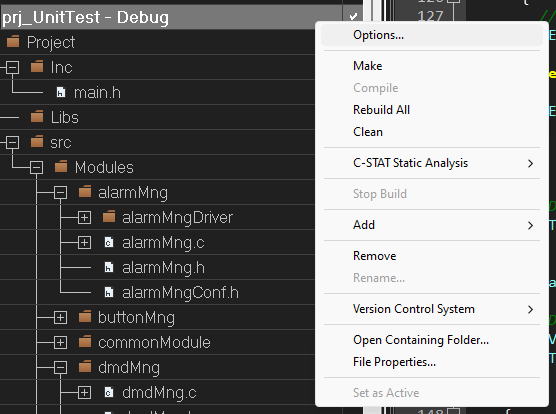 prj_UnitTest - Debug
Project
Inc
main.h
Libs
src
Modules
alarmMng
alarmMngDriver
alarmMng.c
alarmMng.h
alarmMngConf.h
buttonMng
commonModule
dmdMng
dmdMng.c
127
//
Options...
Make
Compile
Rebuild All
Clean
C-STAT Static Analysis
Stop Build
Add
Remove
Rename...
Version Control System
Open Containing Folder...
File Properties...
Set as Active
148